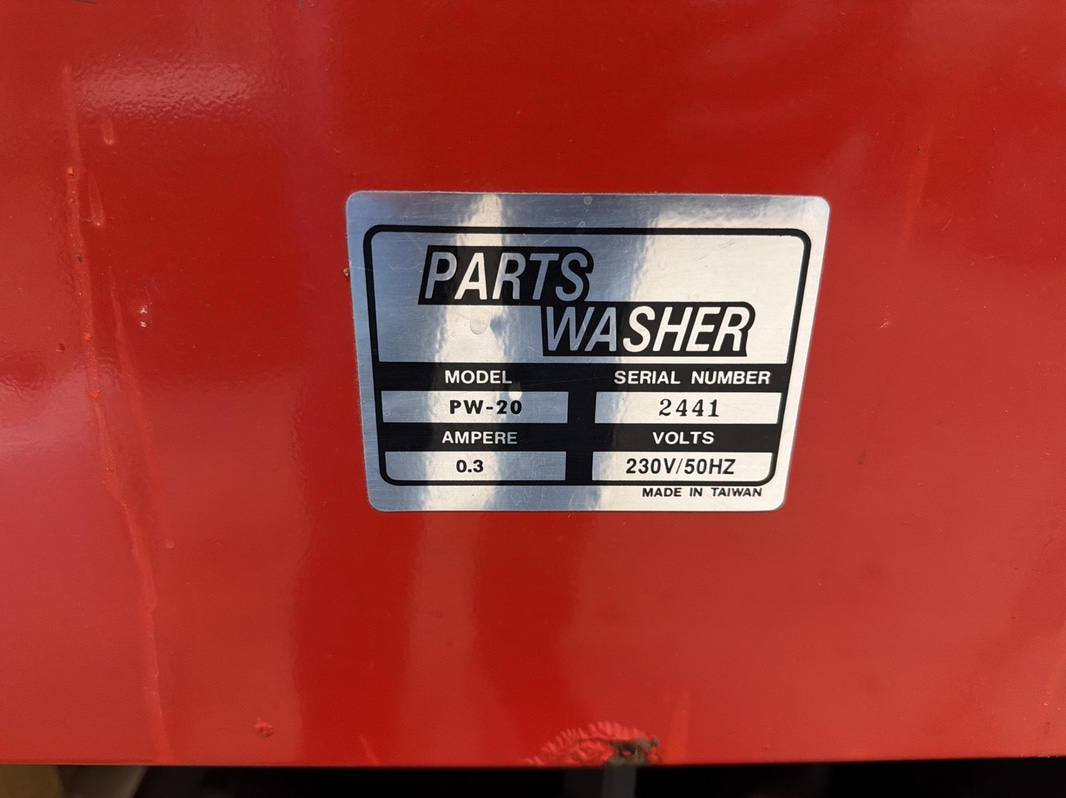 PARTS
WASHER
MODEL SERIAL NUMBER
PW-20 2441
AMPERE VOLTS
0.3 230V/50HZ
MADE IN TAIWAN